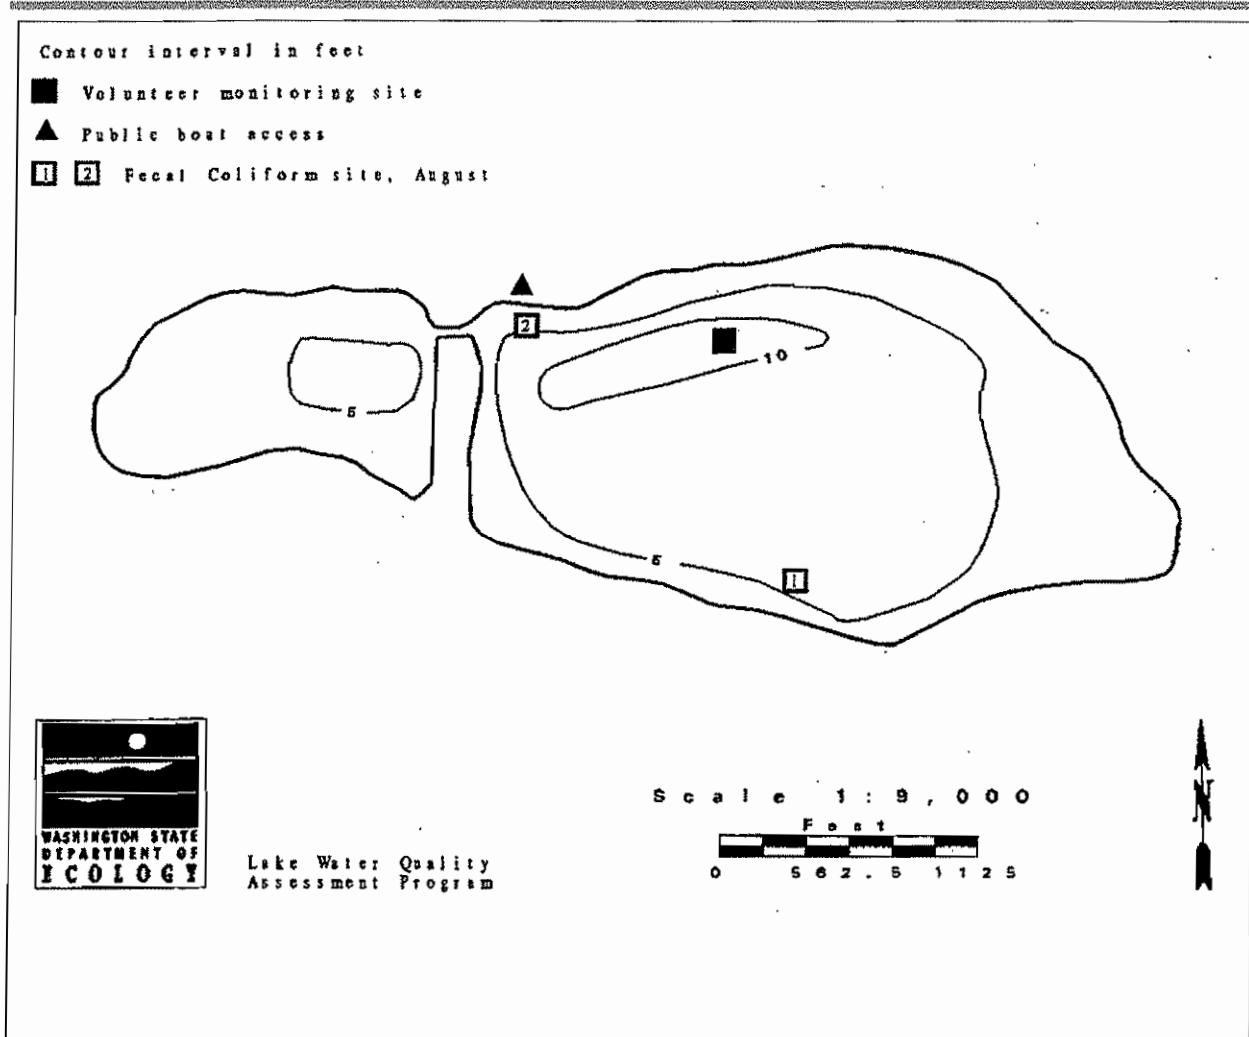 Contour interval in feet
Volunteer monitoring site
Public boat access
1 2 Fecal Coliform site, August
2
10
5
5
1
Scale 1:9,000
Feet
0 562.5 1125
N
WASHINGTON STATE
DEPARTMENT OF
ECOLOGY
Lake Water Quality
Assessment Program